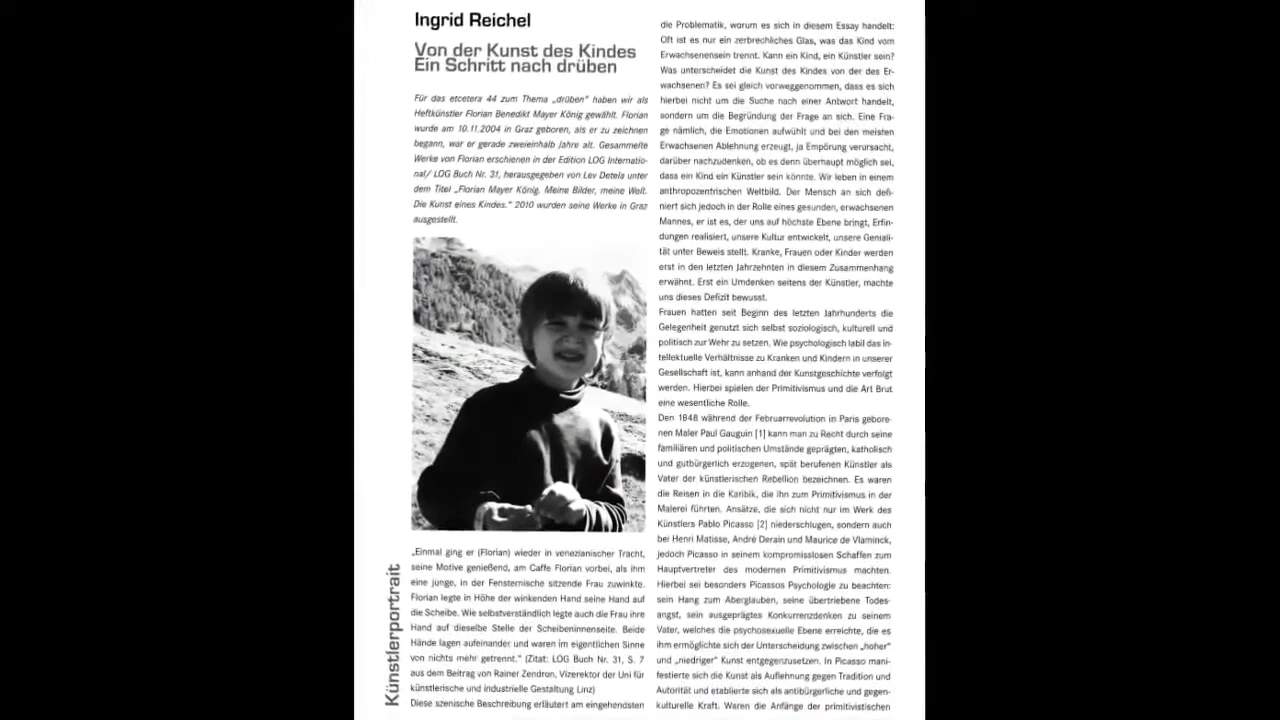 Ingrid Reichel
Von der Kunst des Kindes
Ein Schritt nach drüben
Für das etcetera 44 zum Thema „drüben" haben wir als
Heftkünstler Florian Benedikt Mayer König gewählt. Florian
wurde am 10.11.2004 in Graz geboren, als er zu zeichnen
begann, war er gerade zweieinhalb Jahre alt. Gesammelte
Werke von Florian erschienen in der Edition LOG Internatio-
nal/ LOG Buch Nr. 31, herausgegeben von Lev Detela unter
dem Titel „Florian Mayer König. Meine Bilder, meine Welt.
Die Kunst eines Kindes." 2010 wurden seine Werke in Graz
ausgestellt.
„Einmal ging er (Florian) wieder in venezianischer Tracht,
seine Motive genießend, am Caffe Florian vorbei, als ihm
eine junge, in der Fensternische sitzende Frau zuwinkte.
Florian legte in Höhe der winkenden Hand seine Hand auf
die Scheibe. Wie selbstverständlich legte auch die Frau ihre
Hand auf dieselbe Stelle der Scheibeninnenseite. Beide
Hände lagen aufeinander und waren im eigentlichen Sinne
von nichts mehr getrennt." (Zitat: LOG Buch Nr. 31, S. 7
aus dem Beitrag von Rainer Zendron, Vizerektor der Uni für
künstlerische und industrielle Gestaltung Linz)
Diese szenische Beschreibung erläutert am eingehendsten
die Problematik, worum es sich in diesem Essay handelt:
Oft ist es nur ein zerbrechliches Glas, was das Kind vom
Erwachsenensein trennt. Kann ein Kind, ein Künstler sein?
Was unterscheidet die Kunst des Kindes von der des Er-
wachsenen? Es sei gleich vorweggenommen, dass es sich
hierbei nicht um die Suche nach einer Antwort handelt,
sondern um die Begründung der Frage an sich. Eine Fra-
ge nämlich, die Emotionen aufwühlt und bei den meisten
Erwachsenen Ablehnung erzeugt, ja Empörung verursacht,
darüber nachzudenken, ob es denn überhaupt möglich sei,
dass ein Kind ein Künstler sein könnte. Wir leben in einem
anthropozentrischen Weltbild. Der Mensch an sich defi-
niert sich jedoch in der Rolle eines gesunden, erwachsenen
Mannes, er ist es, der uns auf höchste Ebene bringt, Erfin-
dungen realisiert, unsere Kultur entwickelt, unsere Geniali-
tät unter Beweis stellt. Kranke, Frauen oder Kinder werden
erst in den letzten Jahrzehnten in diesem Zusammenhang
erwähnt. Erst ein Umdenken seitens der Künstler, machte
uns dieses Defizit bewusst.
Frauen hatten seit Beginn des letzten Jahrhunderts die
Gelegenheit genutzt sich selbst soziologisch, kulturell und
politisch zur Wehr zu setzen. Wie psychologisch labil das in-
tellektuelle Verhältnisse zu Kranken und Kindern in unserer
Gesellschaft ist, kann anhand der Kunstgeschichte verfolgt
werden. Hierbei spielen der Primitivismus und die Art Brut
eine wesentliche Rolle.
Den 1848 während der Februarrevolution in Paris gebore-
nen Maler Paul Gauguin [1] kann man zu Recht durch seine
familiären und politischen Umstände geprägten, katholisch
und gutbürgerlich erzogenen, spät berufenen Künstler als
Vater der künstlerischen Rebellion bezeichnen. Es waren
die Reisen in die Karibik, die ihn zum Primitivismus in der
Malerei führten. Ansätze, die sich nicht nur im Werk des
Künstlers Pablo Picasso [2] niederschlugen, sondern auch
bei Henri Matisse, André Derain und Maurice de Vlaminck,
jedoch Picasso in seinem kompromisslosen Schaffen zum
Hauptvertreter des modernen Primitivismus machten.
Hierbei sei besonders Picassos Psychologie zu beachten:
sein Hang zum Aberglauben, seine übertriebene Todes-
angst, sein ausgeprägtes Konkurrenzdenken zu seinem
Vater, welches die psychosexuelle Ebene erreichte, die es
ihm ermöglichte sich der Unterscheidung zwischen „hoher"
und „niedriger" Kunst entgegenzusetzen. In Picasso mani-
festierte sich die Kunst als Auflehnung gegen Tradition und
Autorität und etablierte sich als antibürgerliche und gegen-
kulturelle Kraft. Waren die Anfänge der primitivistischen
Künstlerportrait